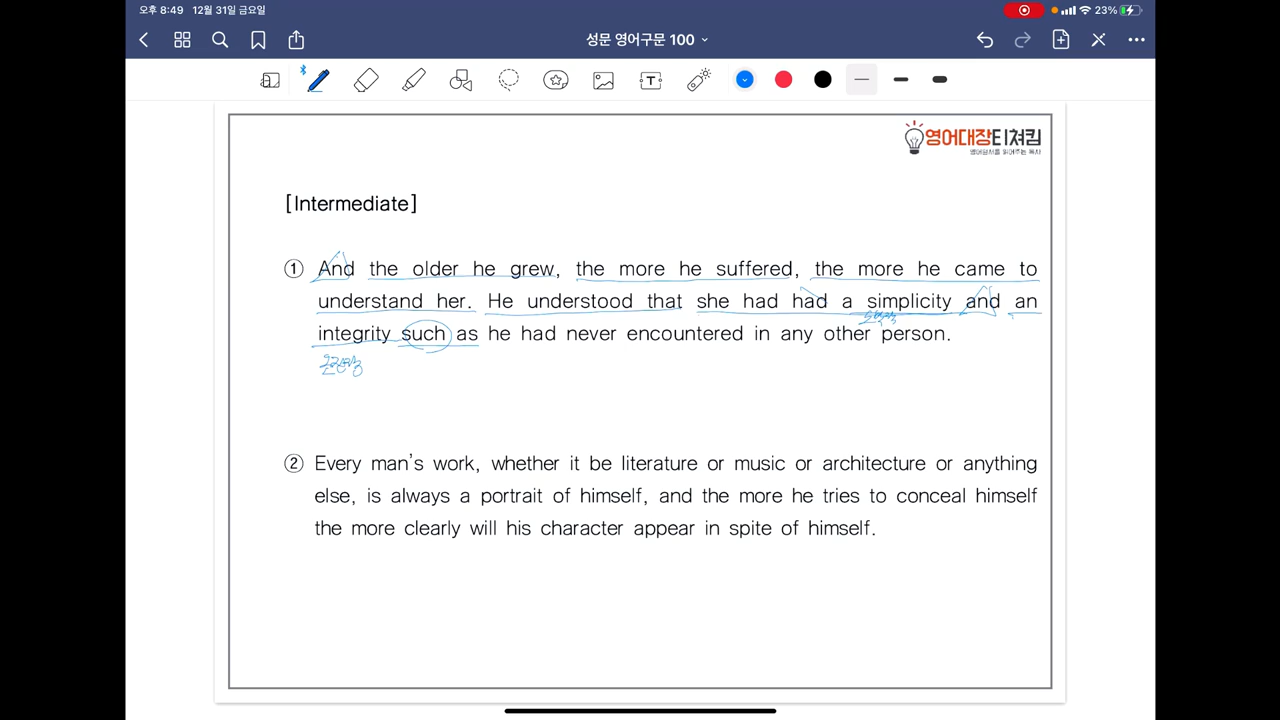 오후 8:49 12월 31일 금요일
23%
성문 영어구문 100
영어대장티쳐킴
[Intermediate]
① And the older he grew, the more he suffered, the more he came to
understand her. He understood that she had had a simplicity and an
integrity such as he had never encountered in any other person.
② Every man's work, whether it be literature or music or architecture or anything
else, is always a portrait of himself, and the more he tries to conceal himself
the more clearly will his character appear in spite of himself.